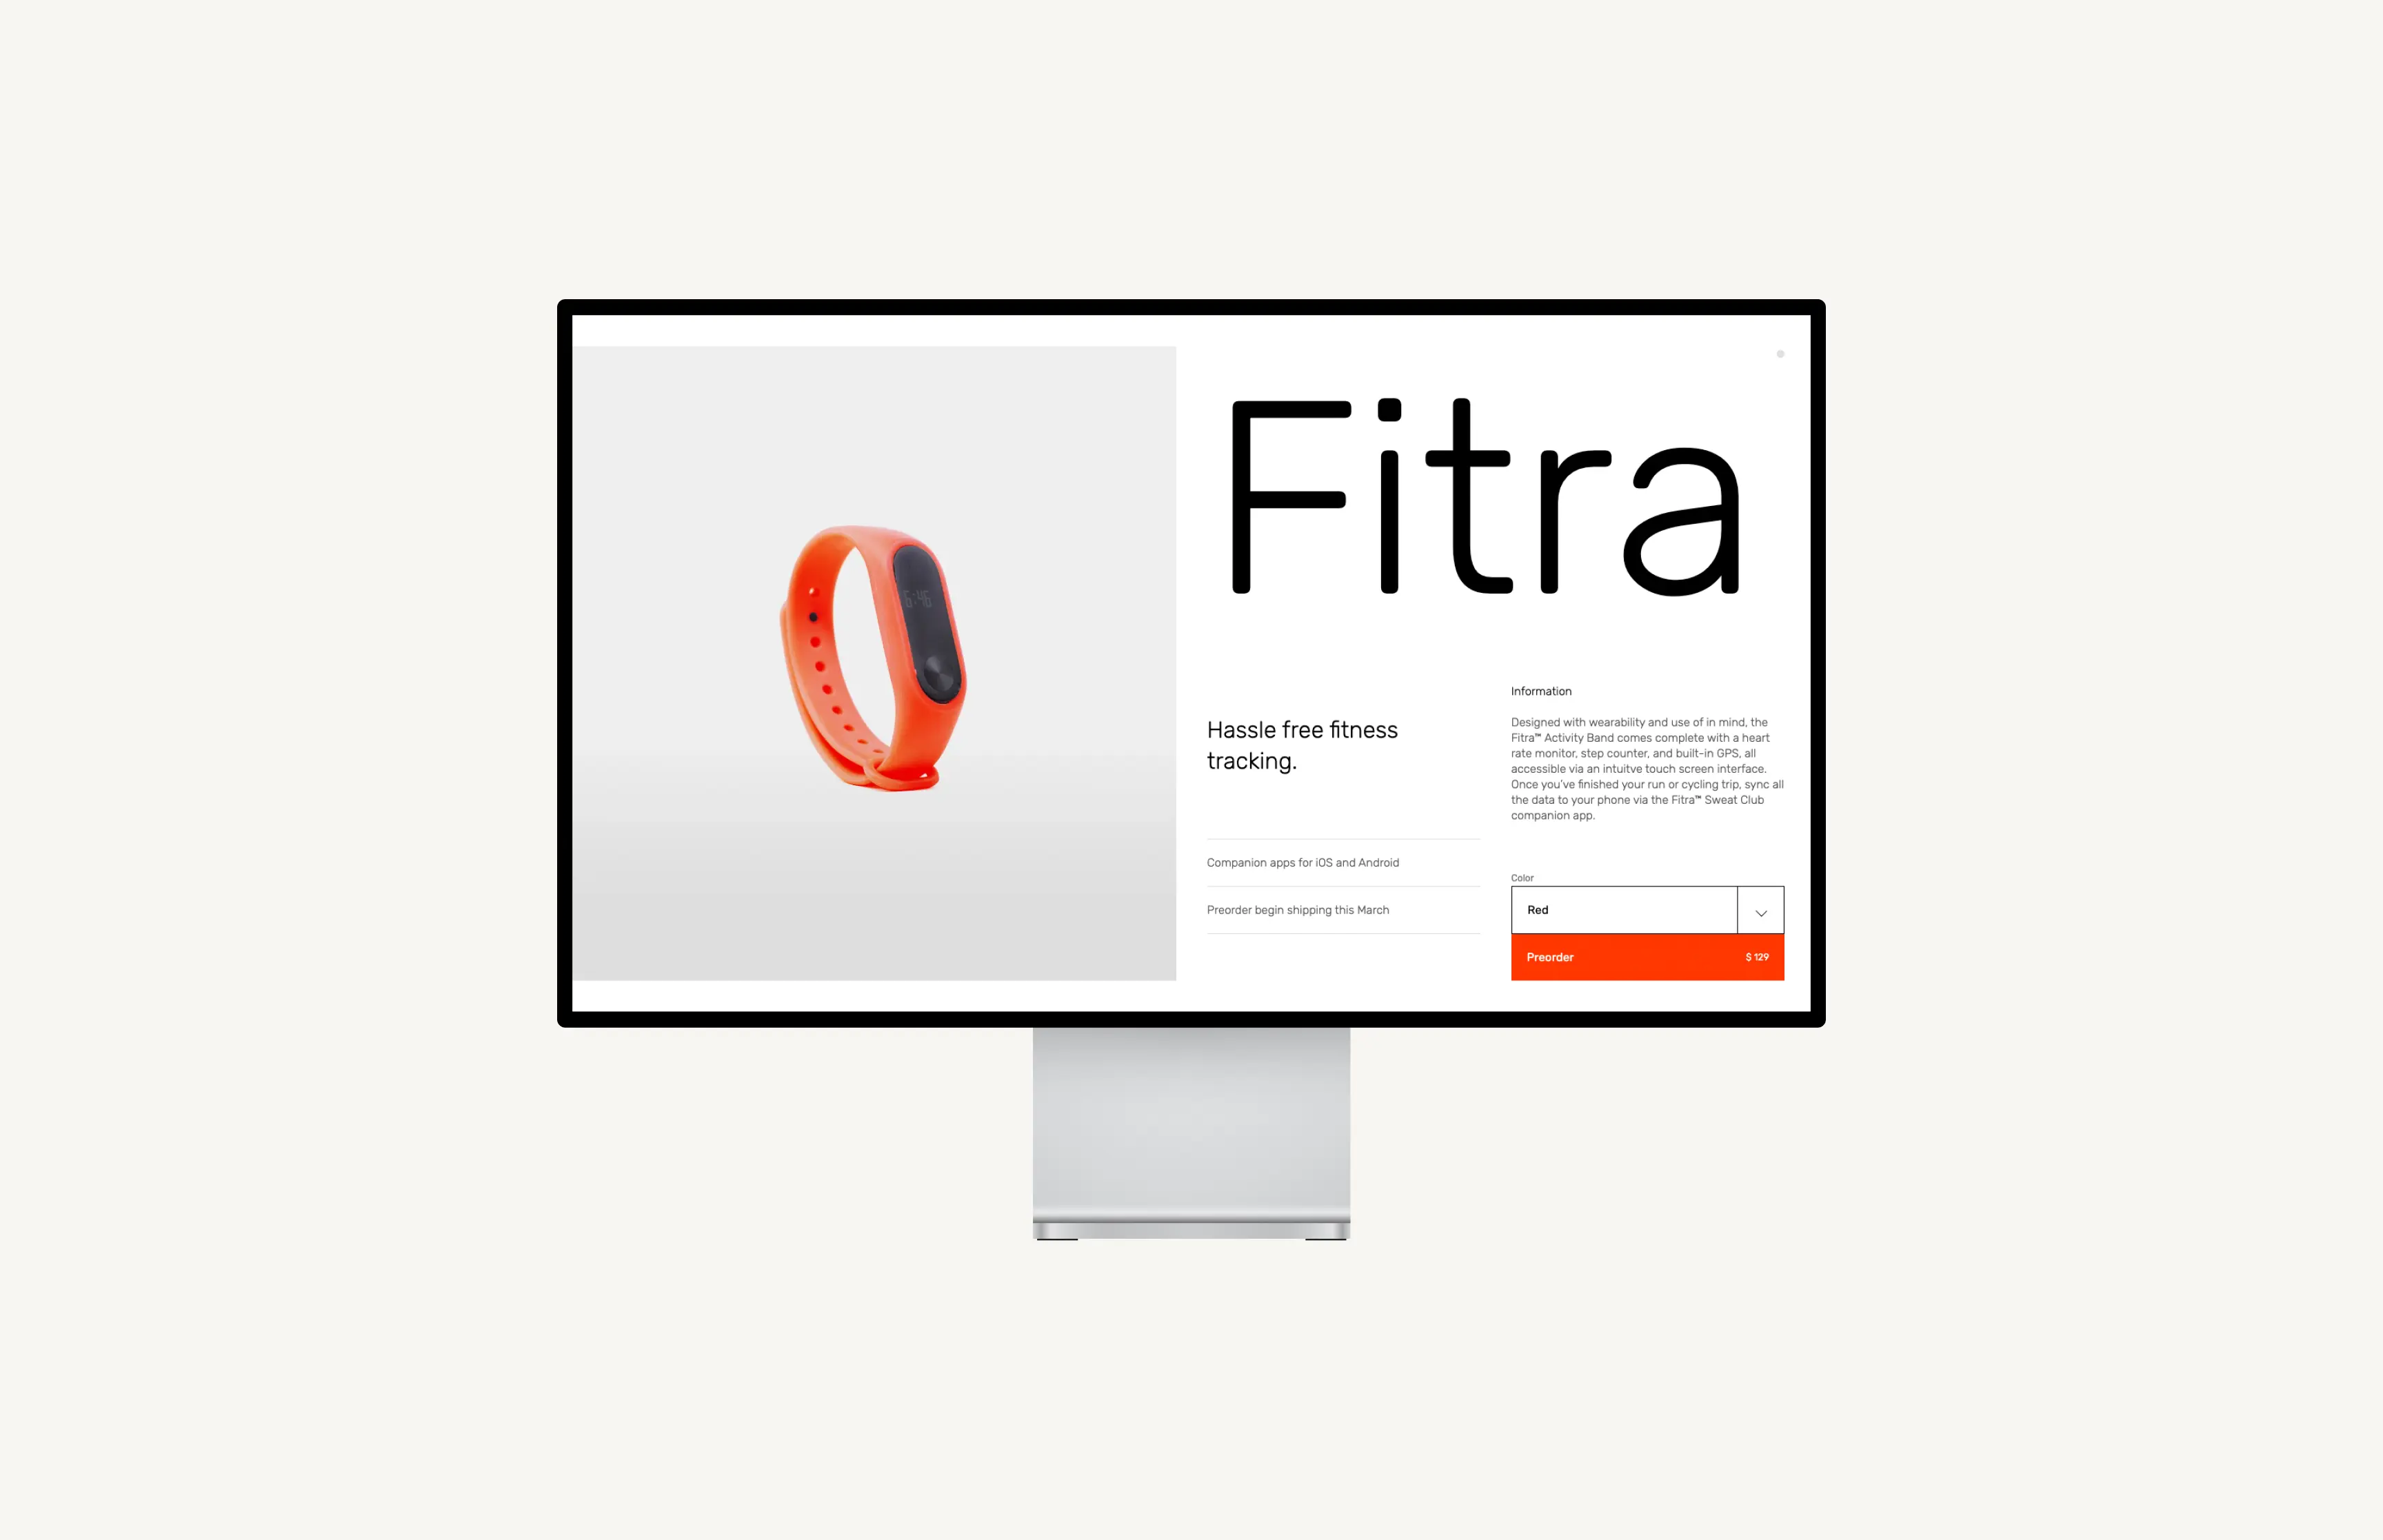 Fitra
6:46
Hassle free fitness
tracking.
Companion apps for iOS and Android
Preorder begin shipping this March
Information
Designed with wearability and use of in mind, the
Fitra™ Activity Band comes complete with a heart
rate monitor, step counter, and built-in GPS, all
accessible via an intuitve touch screen interface.
Once you've finished your run or cycling trip, sync all
the data to your phone via the Fitra™ Sweat Club
companion app.
Color
Red
Preorder $ 129